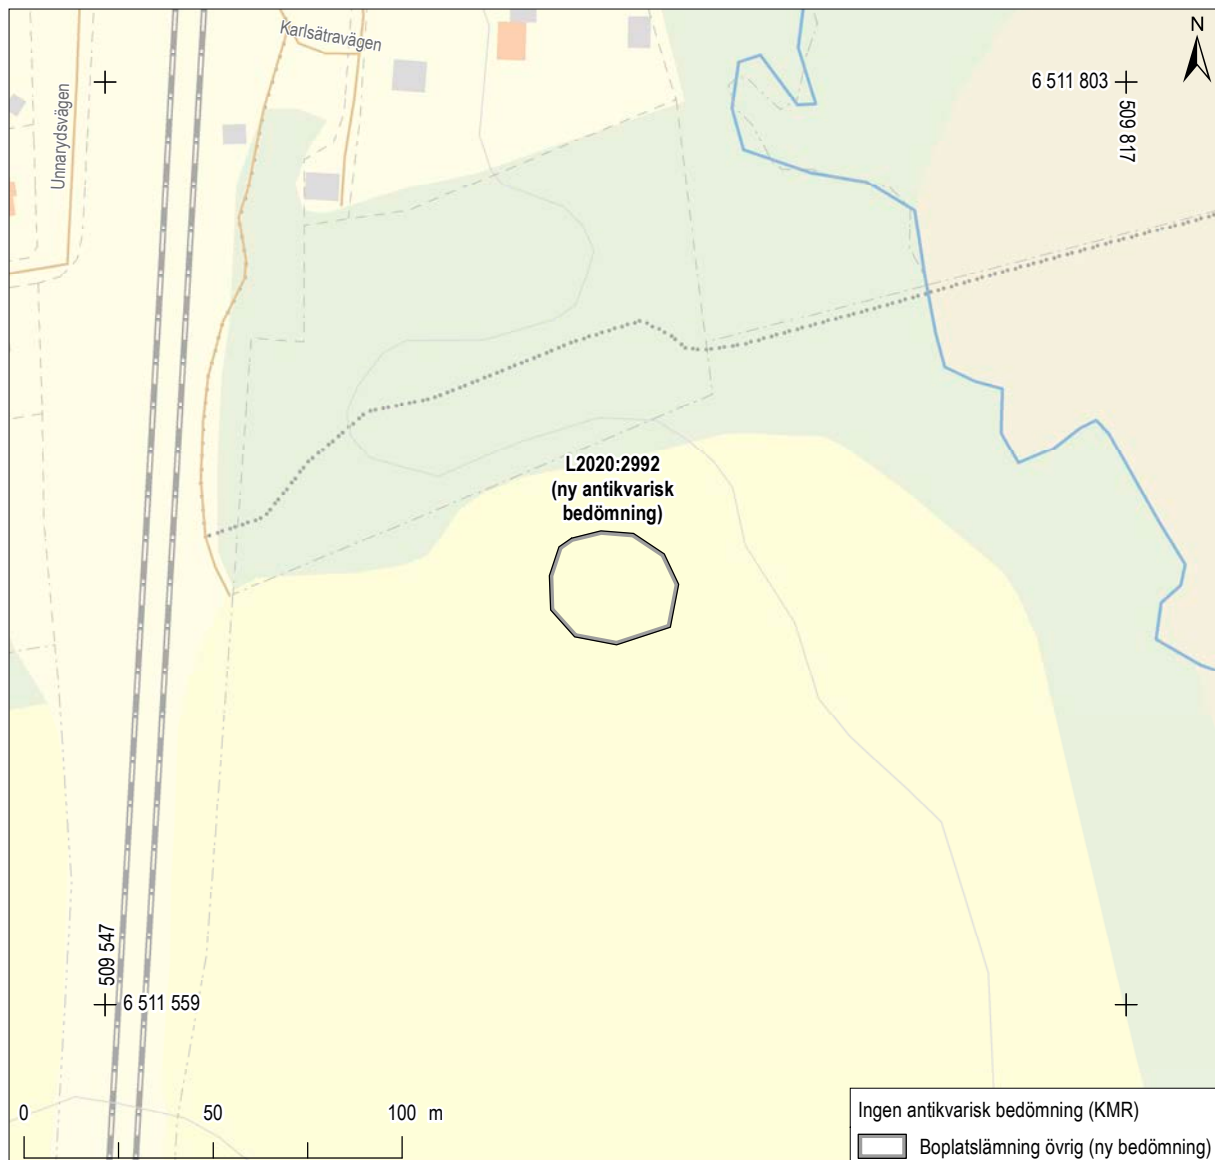 Karlsätravägen
N
6 511 803
509 817
Unnarydsvägen
L2020:2992
(ny antikvarisk
bedömning)
509 547
6 511 559
0 50 100 m
Ingen antikvarisk bedömning (KMR)
Boplatslämning övrig (ny bedömning)